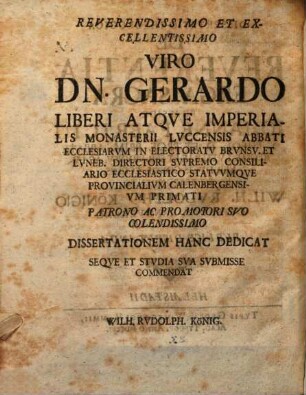 REVERENDISSIMO ET EX-
CELLENTISSIMO
VIRO
DN. GERARDO
LIBERI ATQVE IMPERIA-
LIS MONASTERII LVCCENSIS ABBATI
ECCLESIARVM IN ELECTORATV BRVNSV. ET
LVNEB. DIRECTORI SVPREMO CONSILI-
ARIO ECCLESIASTICO STATVVMQVE
PROVINCIALIVM CALENBERGENSI-
VM PRIMATI
PATRONO AC PROMOTORI SVO
COLENDISSIMO
DISSERTATIONEM HANC DEDICAT
SEQVE ET STVDIA SVA SVBMISSE
COMMENDAT
WILH. RVDOLPH. KöNIG.